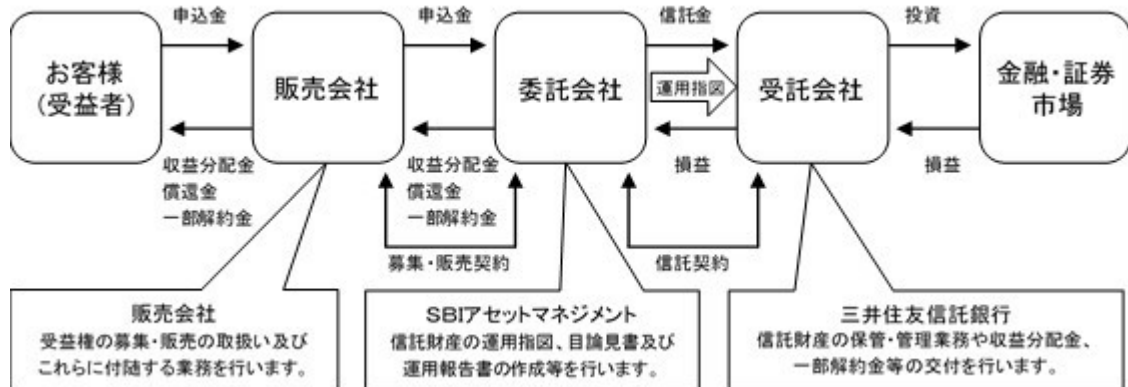 申込金
申込金
信託金
投資
お客様
（受益者）
販売会社
委託会社
運用指図
受託会社
金融・証券
市場
収益分配金
償還金
一部解約金
収益分配金
償還金
一部解約金
損益
損益
募集・販売契約
信託契約
販売会社
受益権の募集・販売の取扱い及び
これらに付随する業務を行います。
SBIアセットマネジメント
信託財産の運用指図、目論見書及び
運用報告書の作成等を行います。
三井住友信託銀行
信託財産の保管・管理業務や収益分配金、
一部解約金等の交付を行います。